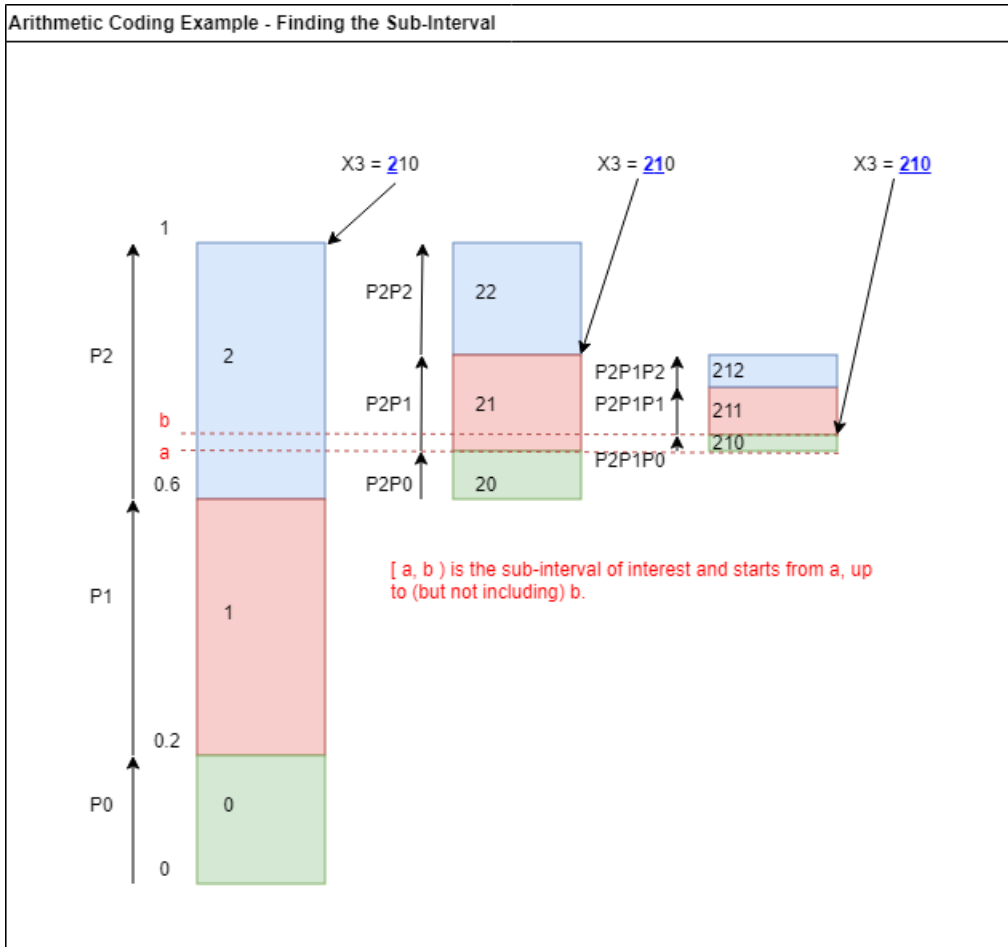 Arithmetic Coding Example - Finding the Sub-Interval
X3 = 210
X3 = 210
X3 = 210
1
P2
2
b
a
0.6
P1
1
0.2
P0
0
0
P2P2
22
P2P1
21
P2P0
20
P2P1P2
212
P2P1P1
211
210
P2P1P0
[ a, b ) is the sub-interval of interest and starts from a, up
to (but not including) b.